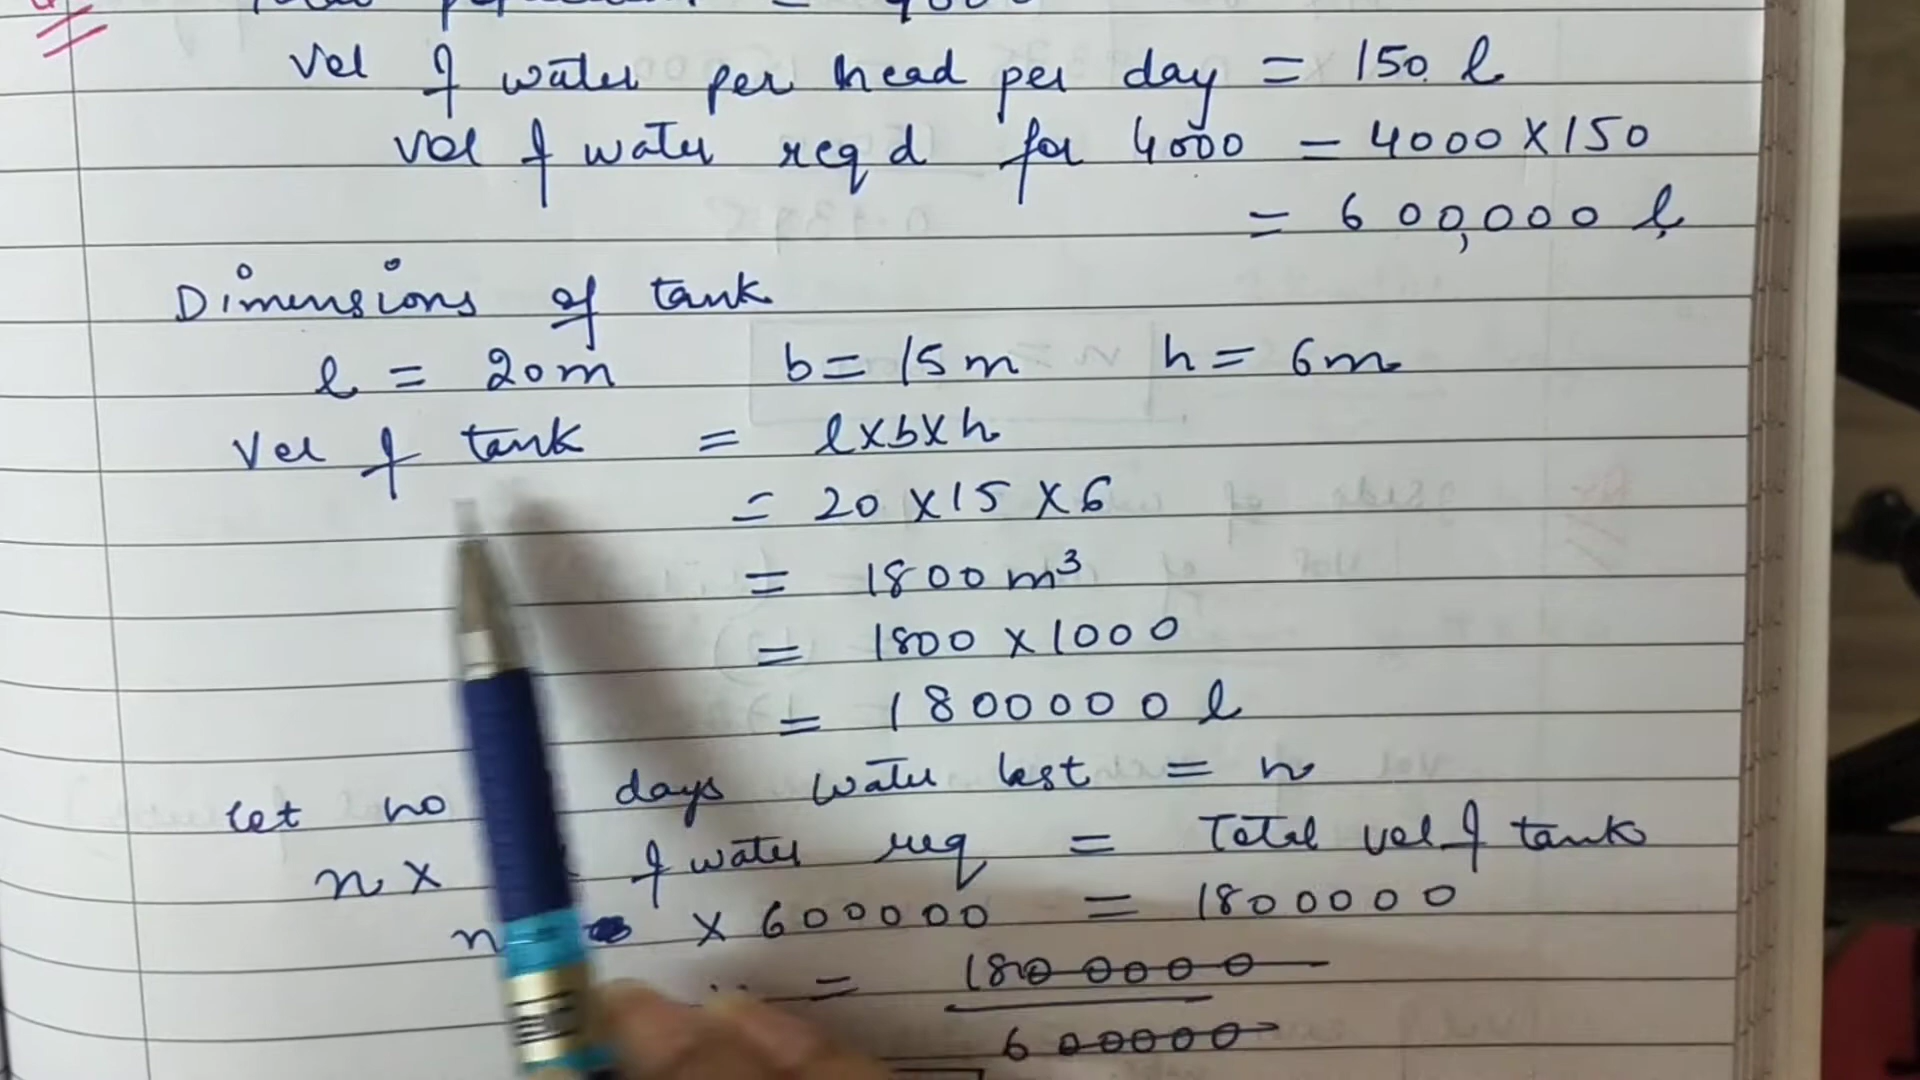 = 4000
Vol of water per head per day = 150 l
Vol of water reqd for 4000 = 4000 X 150
= 600,000 l
Dimensions of tank
l = 20m b = 15m h = 6m
Vol of tank = l x b x h
= 20 X 15 X 6
= 1800 m³
= 1800 X 1000
= 1800000 l
let no days water last = n
n X of water req = Total vol of tank
n X 600000 = 1800000
= 1800000
600000